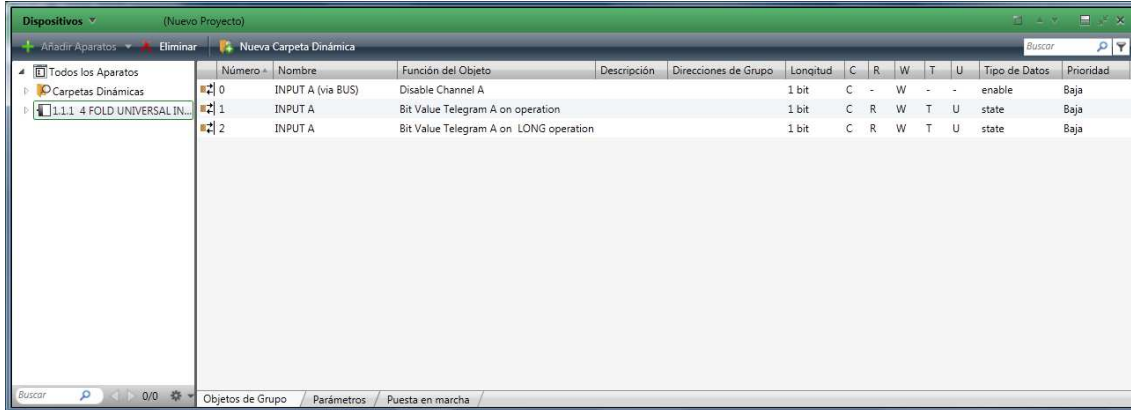 Dispositivos (Nuevo Proyecto)
Añadir Aparatos Eliminar Nueva Carpeta Dinámica Buscar
Todos los Aparatos
Carpetas Dinámicas
1.1.1 4 FOLD UNIVERSAL IN...
Número Nombre Función del Objeto Descripción Direcciones de Grupo Longitud C R W T U Tipo de Datos Prioridad
0 INPUT A (via BUS) Disable Channel A 1 bit C - W - - enable Baja
1 INPUT A Bit Value Telegram A on operation 1 bit C R W T U state Baja
2 INPUT A Bit Value Telegram A on LONG operation 1 bit C R W T U state Baja
Buscar 0/0
Objetos de Grupo Parámetros Puesta en marcha